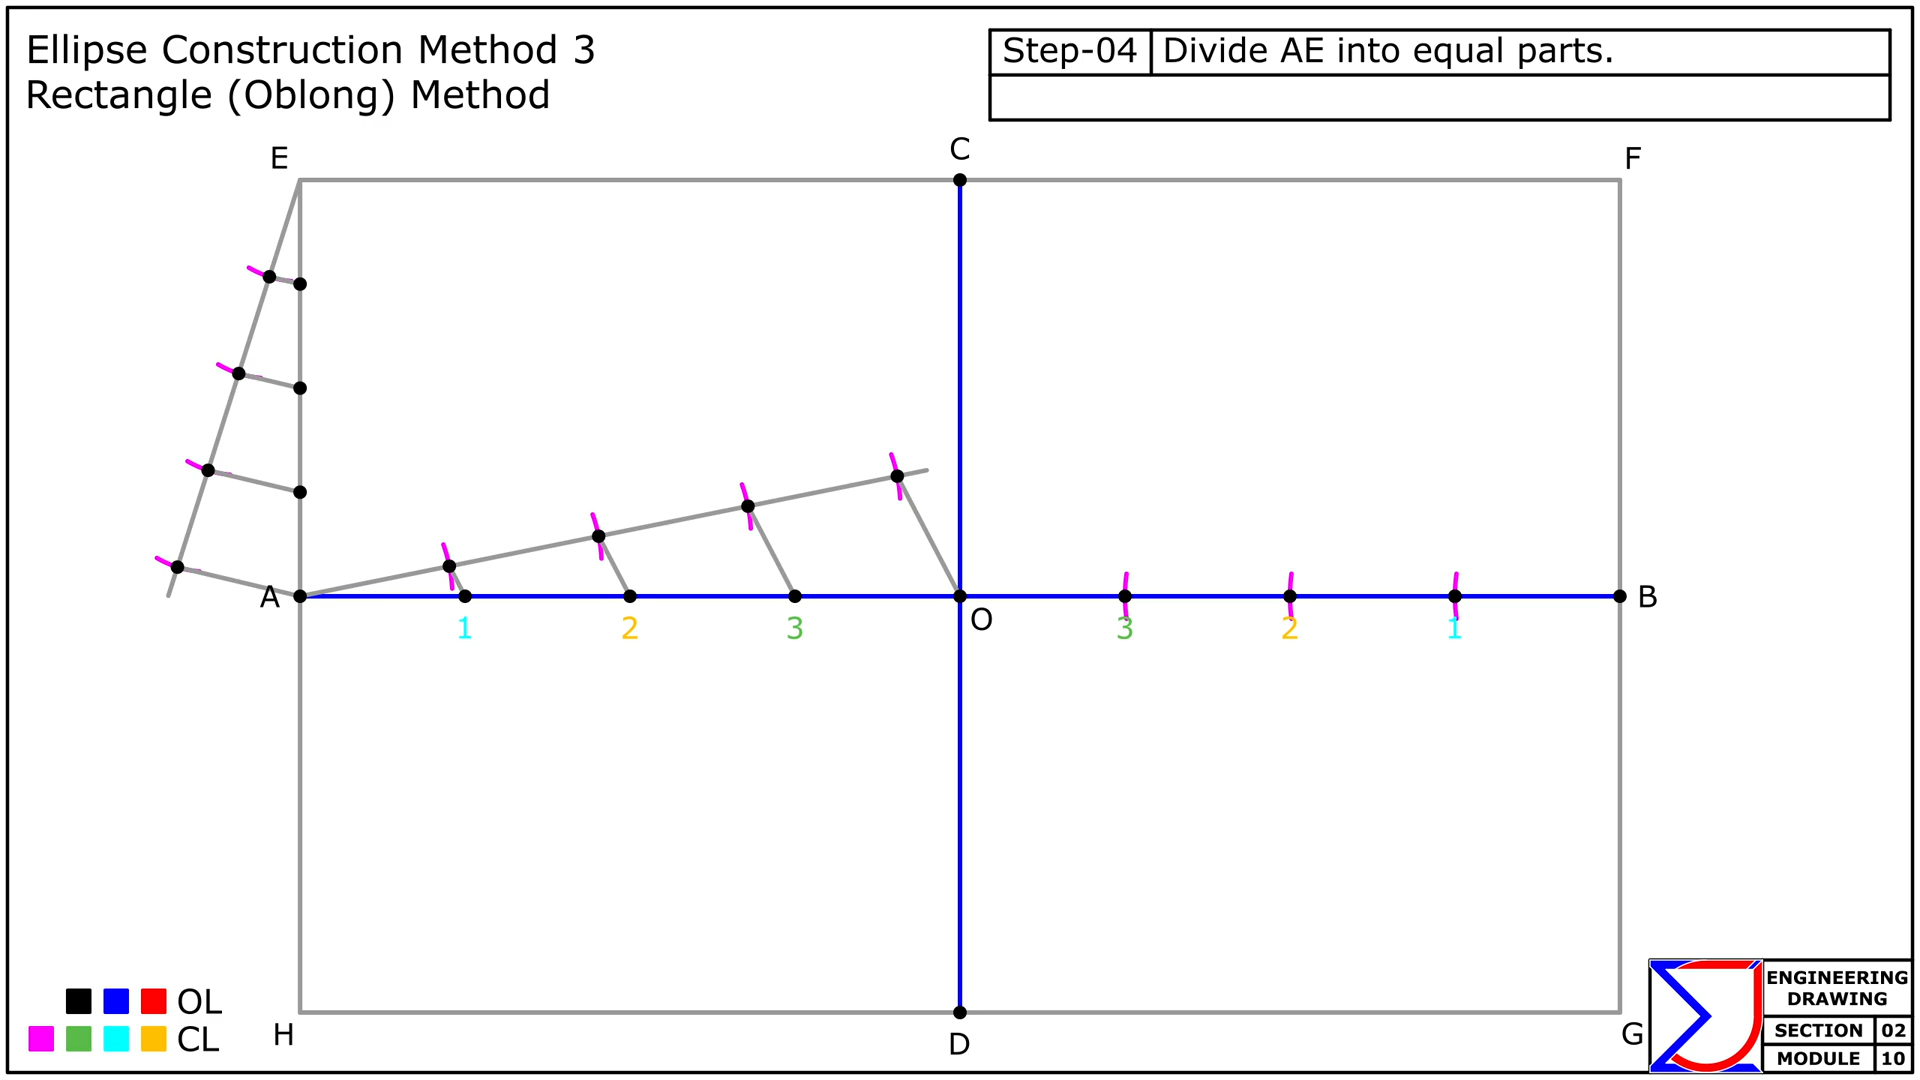 Ellipse Construction Method 3
Rectangle (Oblong) Method
Step-04 Divide AE into equal parts.
C
E
F
A
O
B
1 2 3 3 2 1
H
D
G
OL
CL
ENGINEERING
DRAWING
SECTION 02
MODULE 10